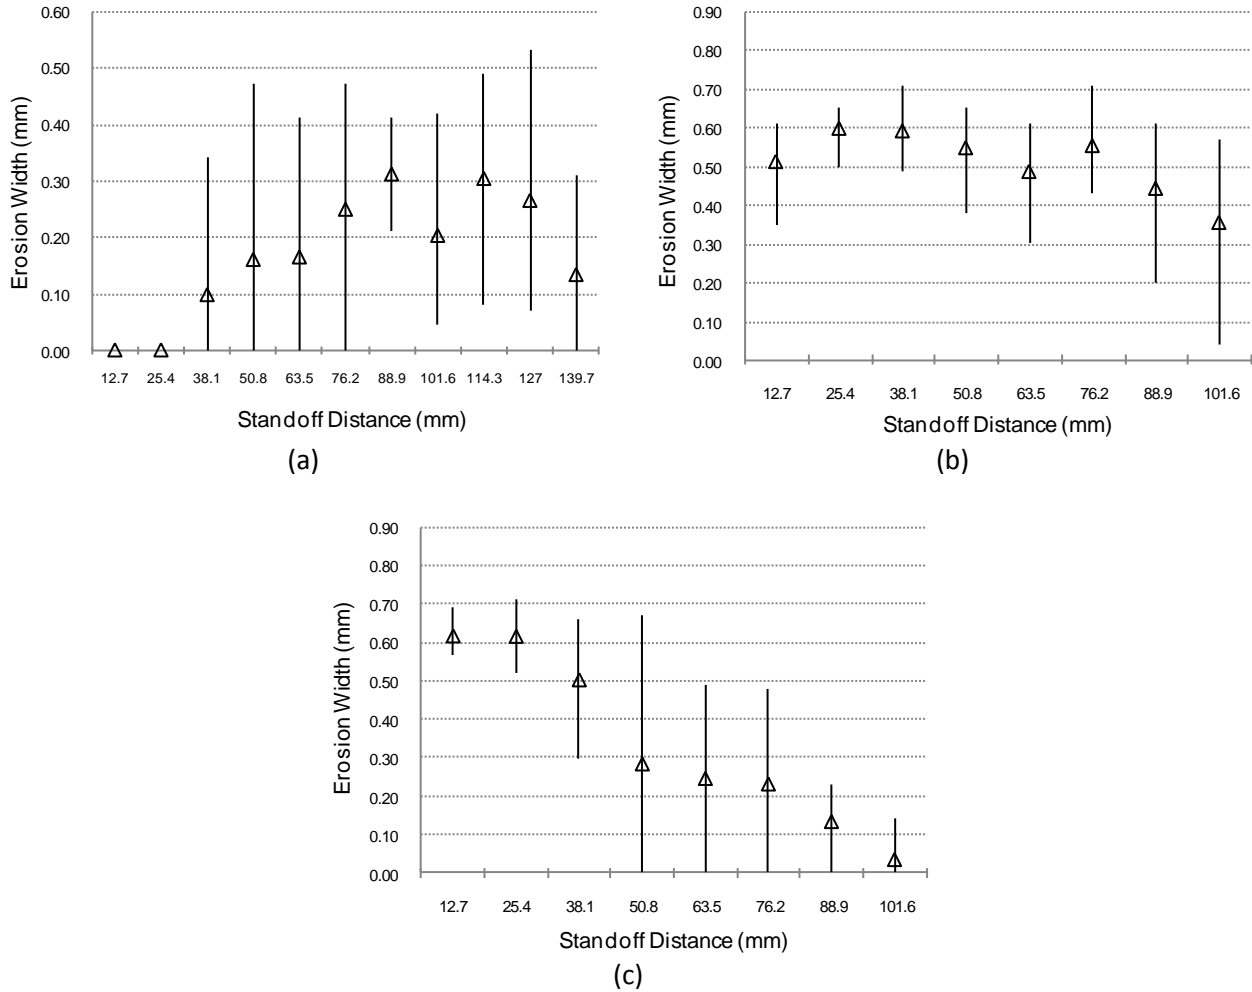 0.60
0.50
0.40
0.30
0.20
0.10
0.00
Erosion Width (mm)
12.7 25.4 38.1 50.8 63.5 76.2 88.9 101.6 114.3 127 139.7
Standoff Distance (mm)
(a)
0.90
0.80
0.70
0.60
0.50
0.40
0.30
0.20
0.10
0.00
Erosion Width (mm)
12.7 25.4 38.1 50.8 63.5 76.2 88.9 101.6
Standoff Distance (mm)
(b)
0.90
0.80
0.70
0.60
0.50
0.40
0.30
0.20
0.10
0.00
Erosion Width (mm)
12.7 25.4 38.1 50.8 63.5 76.2 88.9 101.6
Standoff Distance (mm)
(c)